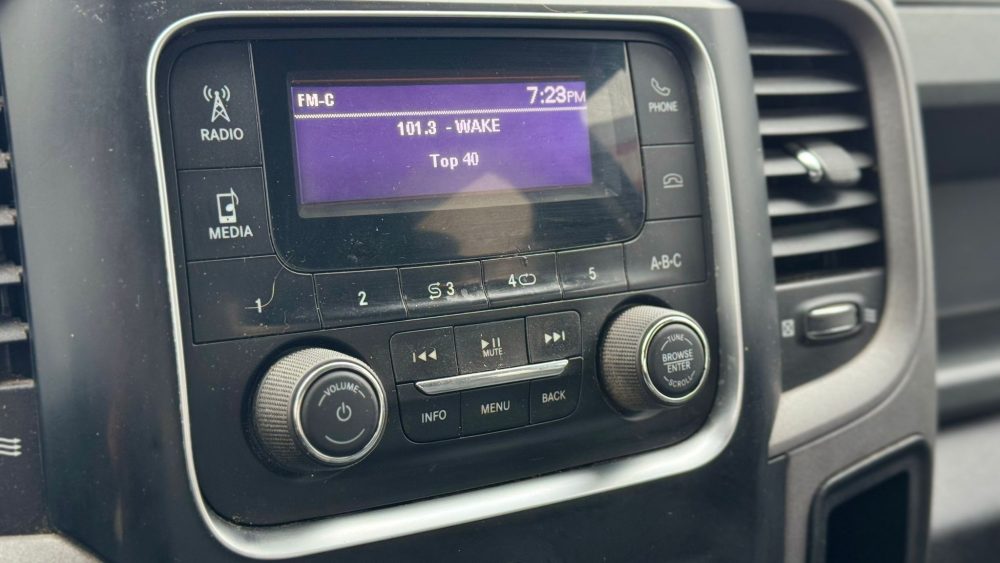 FM-C 7:23PM
101.3 - WAKE
Top 40
RADIO
MEDIA
PHONE
1 2 3 4 5 A·B·C
MUTE
INFO MENU BACK
VOLUME
TUNE
BROWSE
ENTER
SCROLL